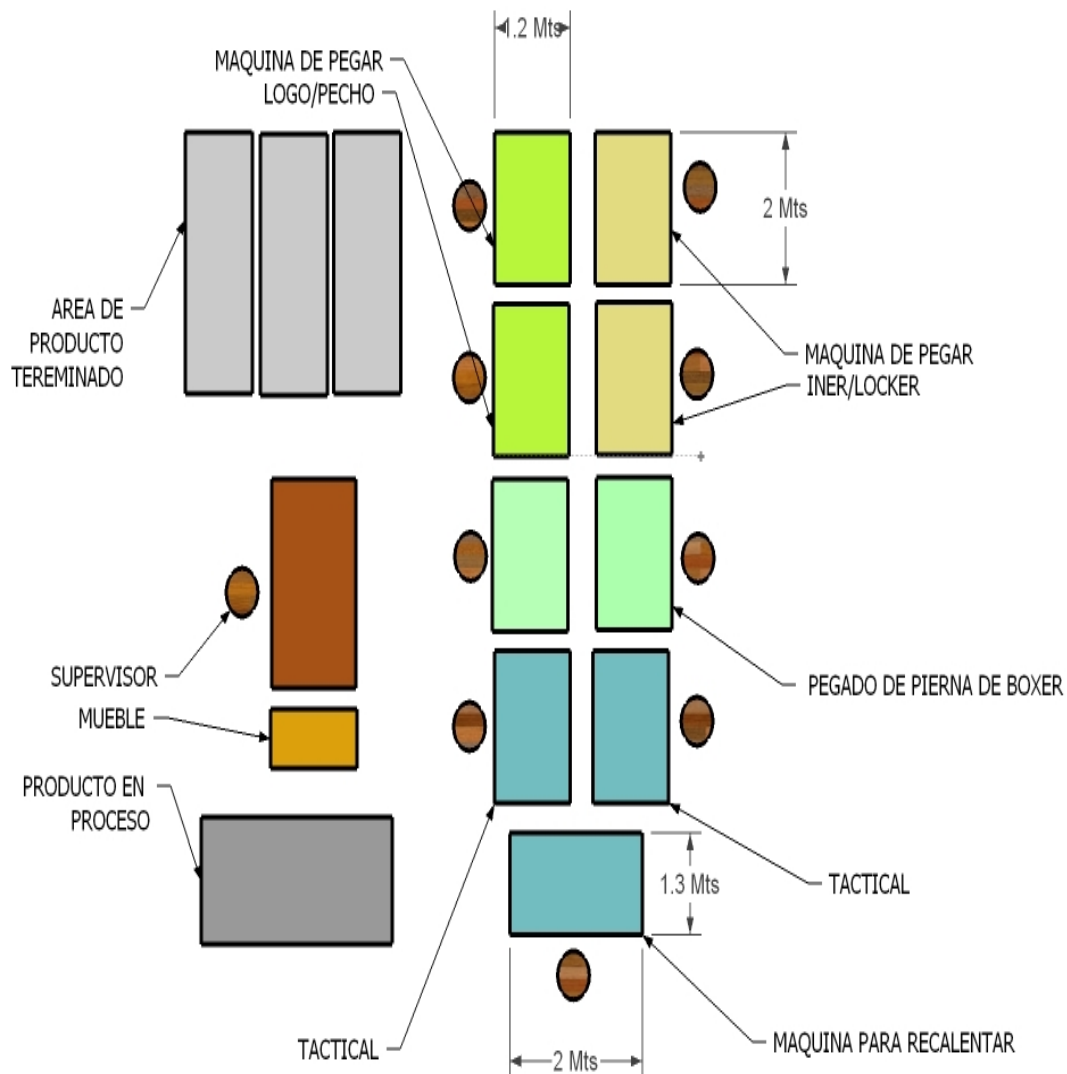 1.2 Mts
MAQUINA DE PEGAR
LOGO/PECHO
2 Mts
AREA DE
PRODUCTO
TEREMINADO
MAQUINA DE PEGAR
INER/LOCKER
SUPERVISOR
MUEBLE
PEGADO DE PIERNA DE BOXER
PRODUCTO EN
PROCESO
1.3 Mts
TACTICAL
TACTICAL
MAQUINA PARA RECALENTAR
2 Mts